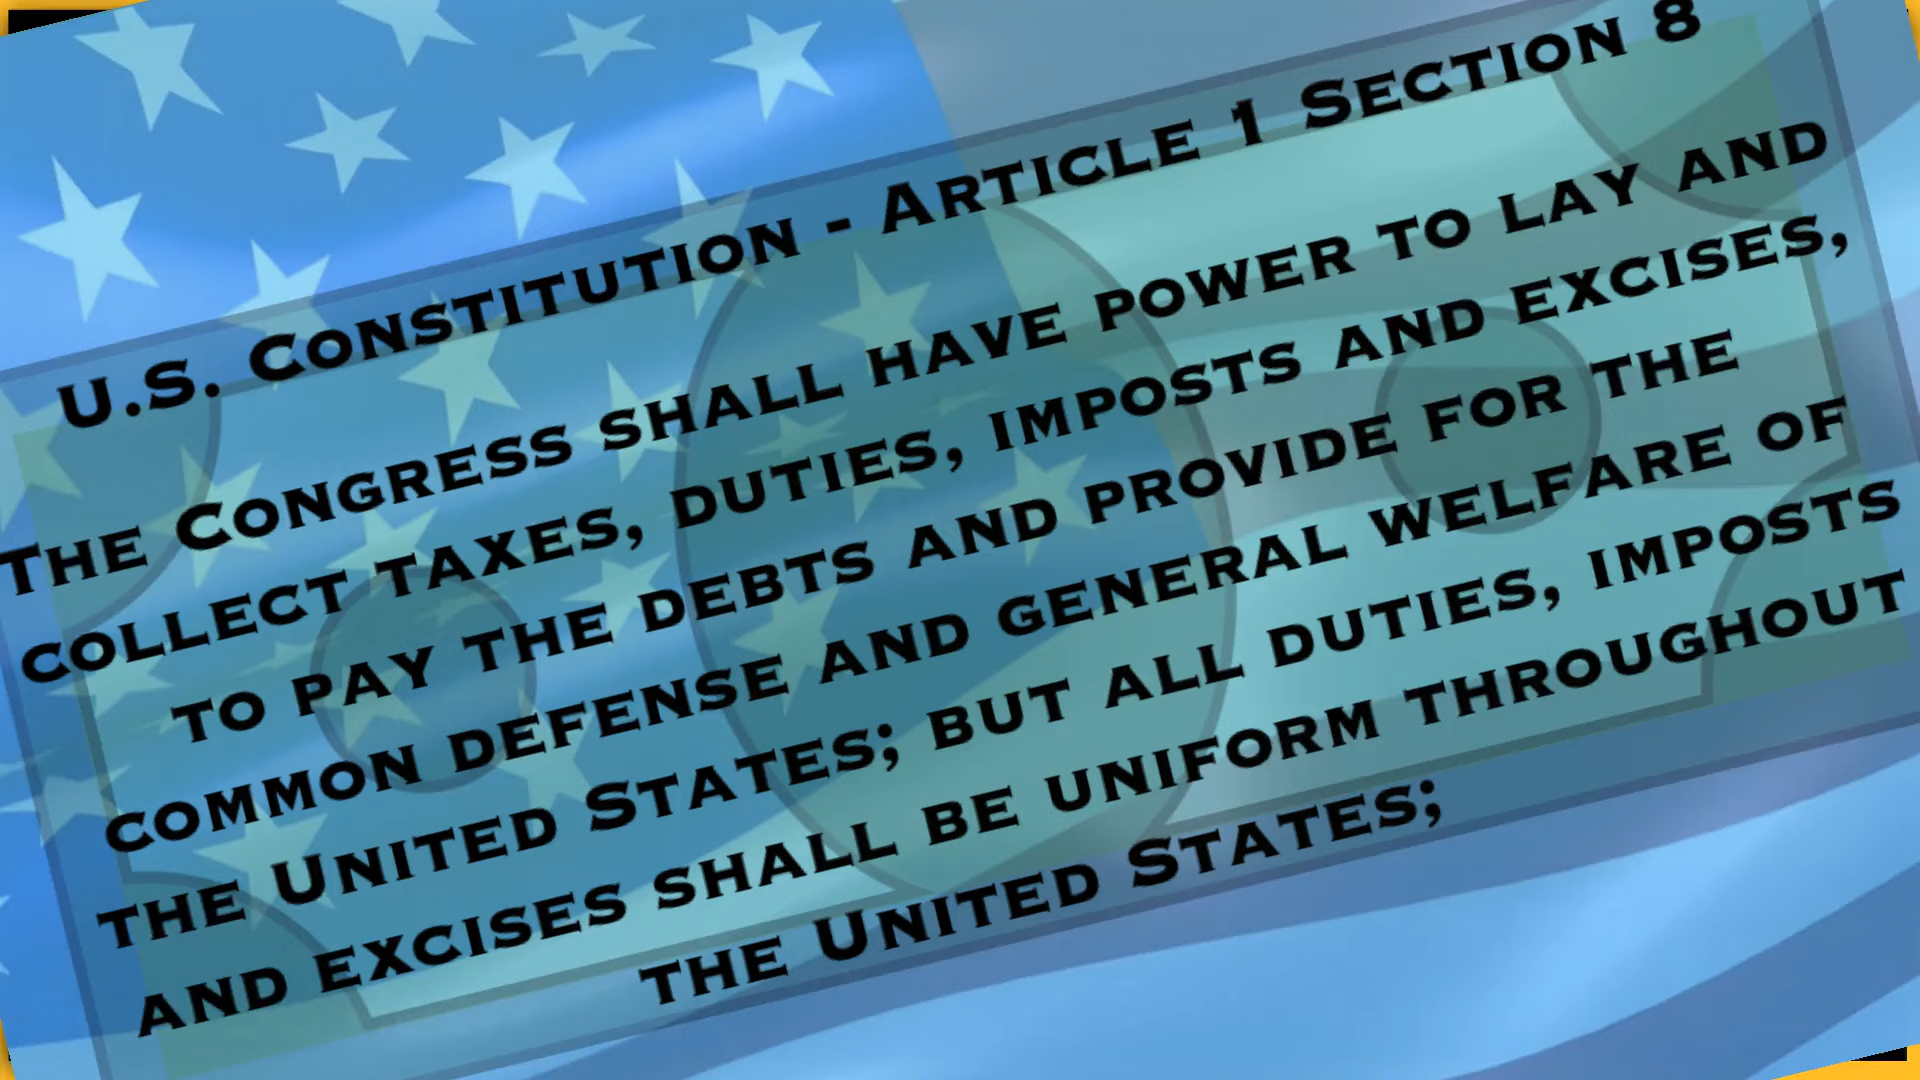 U.S. Constitution - Article 1 Section 8
The Congress shall have power to lay and
collect taxes, duties, imposts and excises,
to pay the debts and provide for the
common defense and general welfare of
the United States; but all duties, imposts
and excises shall be uniform throughout
the United States;